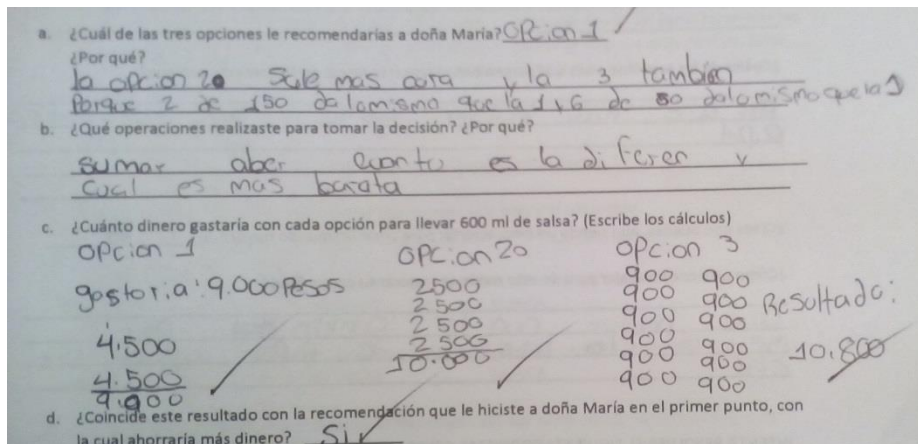 a. ¿Cuál de las tres opciones le recomendarías a doña María? Opcion 1
¿Por qué?
la opcion 2 Sale mas cara y la 3 tambien
Porque 2 de 150 da lo mismo que la 1 y 6 de 50 da lo mismo que la 1
b. ¿Qué operaciones realizaste para tomar la decisión? ¿Por qué?
sumar aber cuanto es la diferen y
cual es mas barata
c. ¿Cuánto dinero gastaría con cada opción para llevar 600 ml de salsa? (Escribe los cálculos)
OPcion 1
gastaria: 9.000 Pesos
4.500
4.500
9.000
OPcion 2
2500
2500
2500
2500
10.000
OPcion 3
900 900
900 900
900 900
900 900
900 900
900 900
Resultado:
10.800
d. ¿Coincide este resultado con la recomendación que le hiciste a doña María en el primer punto, con
la cual ahorraría más dinero? Si